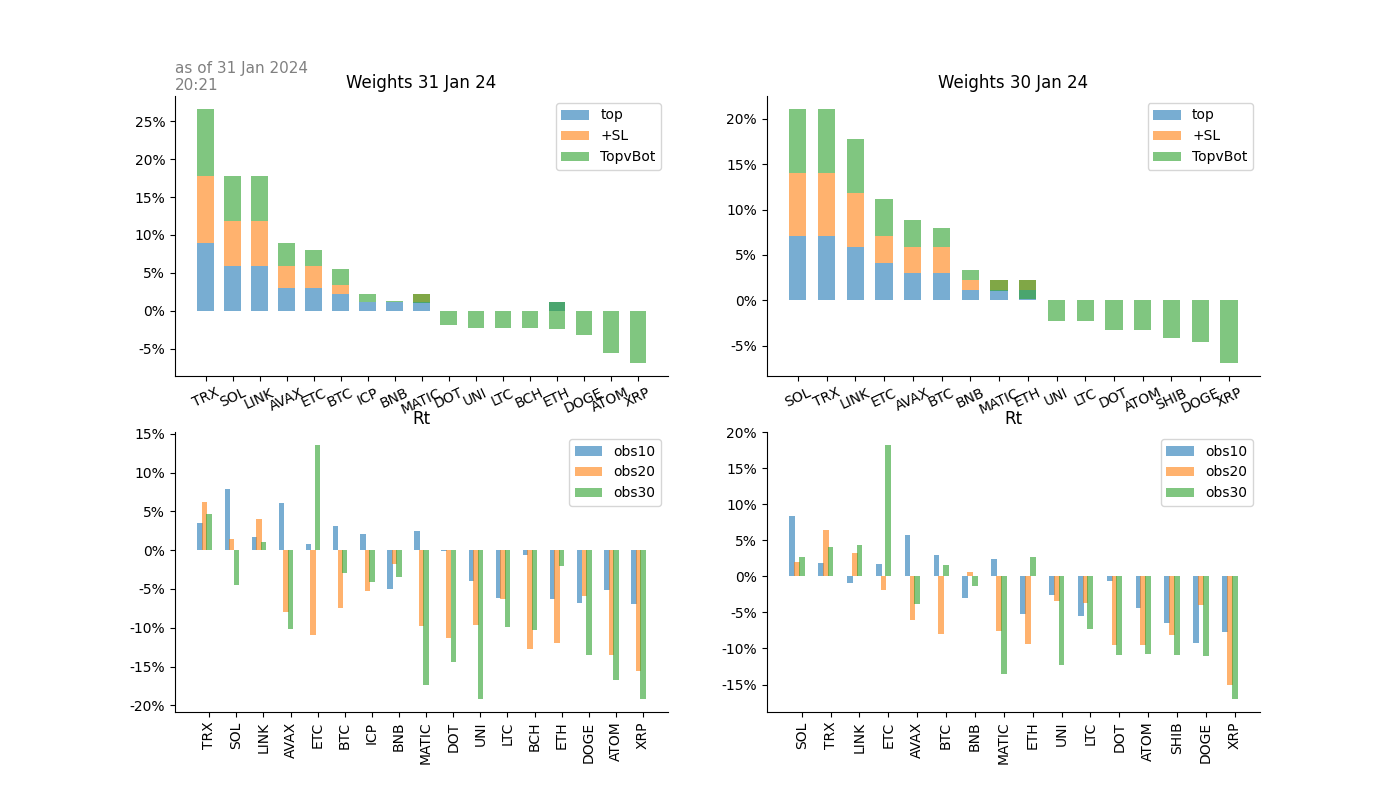 as of 31 Jan 2024
20:21
Weights 31 Jan 24
25%
20%
15%
10%
5%
0%
-5%
top
+SL
TopvBot
TRX SOL LINK AVAX ETC BTC ICP BNB MATIC DOT UNI LTC BCH ETH DOGE ATOM XRP
Weights 30 Jan 24
20%
15%
10%
5%
0%
-5%
top
+SL
TopvBot
SOL TRX LINK ETC AVAX BTC BNB MATIC ETH UNI LTC DOT ATOM SHIB DOGE XRP
Rt
15%
10%
5%
0%
-5%
-10%
-15%
-20%
obs10
obs20
obs30
TRX SOL LINK AVAX ETC BTC ICP BNB MATIC DOT UNI LTC BCH ETH DOGE ATOM XRP
Rt
20%
15%
10%
5%
0%
-5%
-10%
-15%
obs10
obs20
obs30
SOL TRX LINK ETC AVAX BTC BNB MATIC ETH UNI LTC DOT ATOM SHIB DOGE XRP